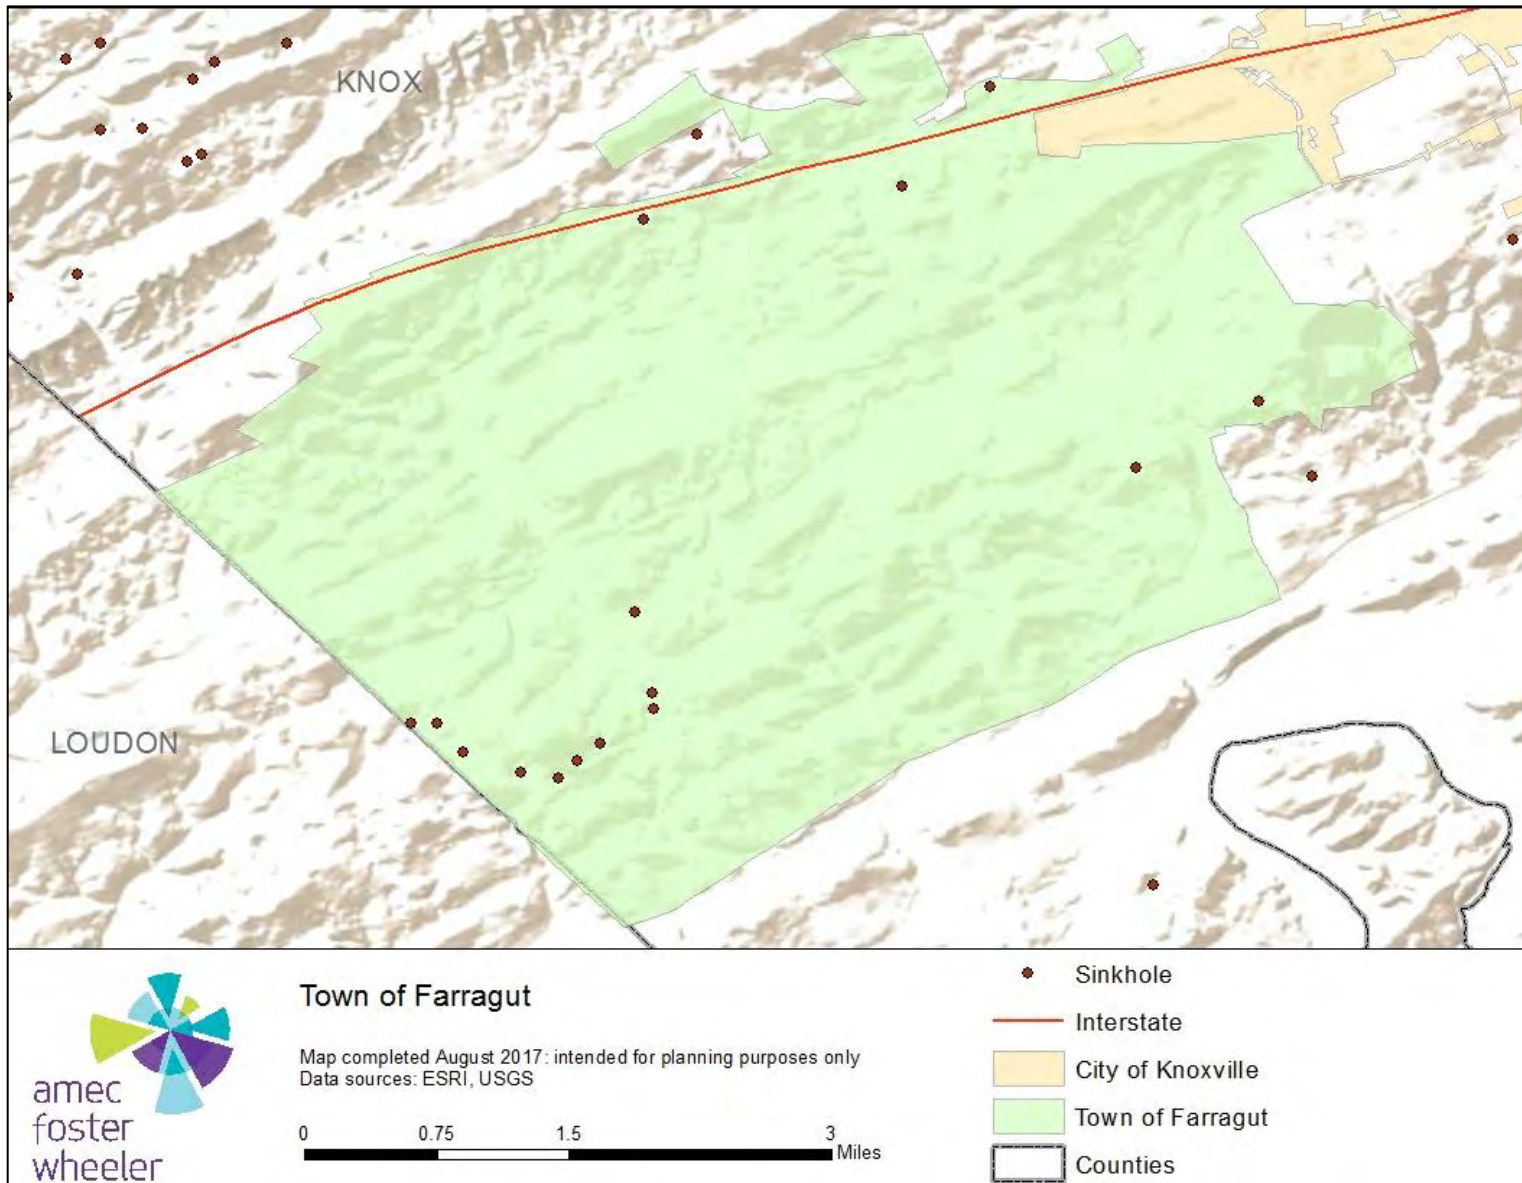 KNOX
LOUDON
amec
foster
wheeler
Town of Farragut
Map completed August 2017: intended for planning purposes only
Data sources: ESRI, USGS
0 0.75 1.5 3
Miles
Sinkhole
Interstate
City of Knoxville
Town of Farragut
Counties